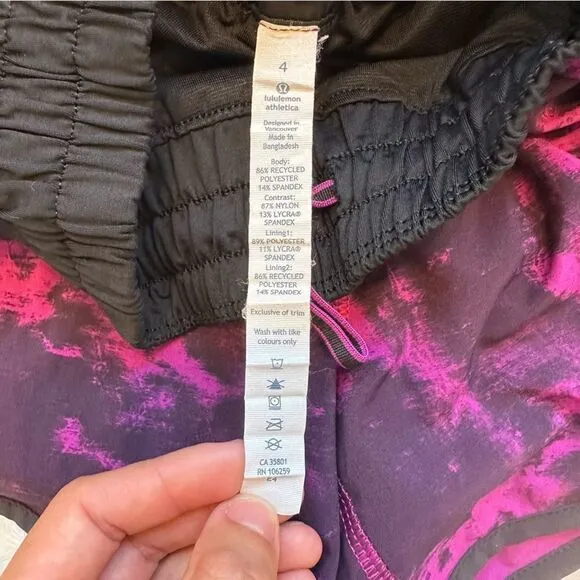 4
lululemon
athletica
Designed in
Vancouver
Made in
Bangladesh
Body:
86% RECYCLED
POLYESTER
14% SPANDEX
Contrast:
87% NYLON
13% LYCRA®
SPANDEX
Lining1:
89% POLYESTER
11% LYCRA®
SPANDEX
Lining2:
86% RECYCLED
POLYESTER
14% SPANDEX
Exclusive of trim
Wash with like
colours only
CA 35801
RN 106259